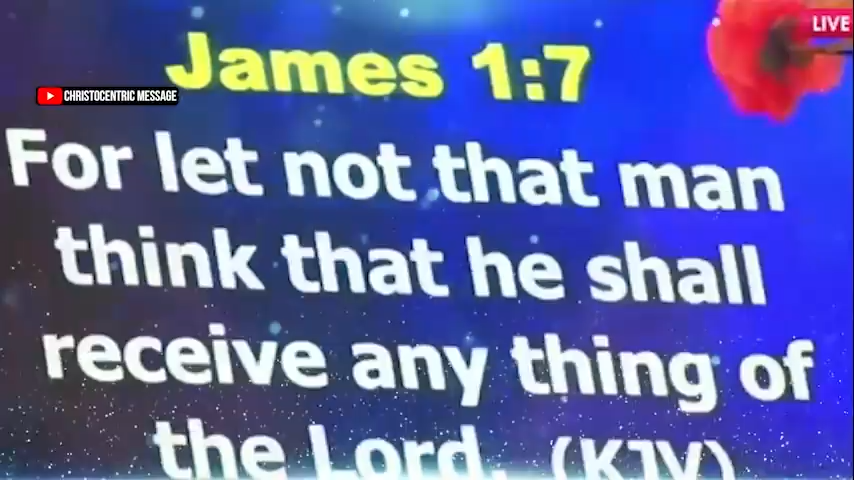 LIVE
James 1:7
CHRISTOCENTRIC MESSAGE
For let not that man
think that he shall
receive any thing of
the Lord. (KJV)